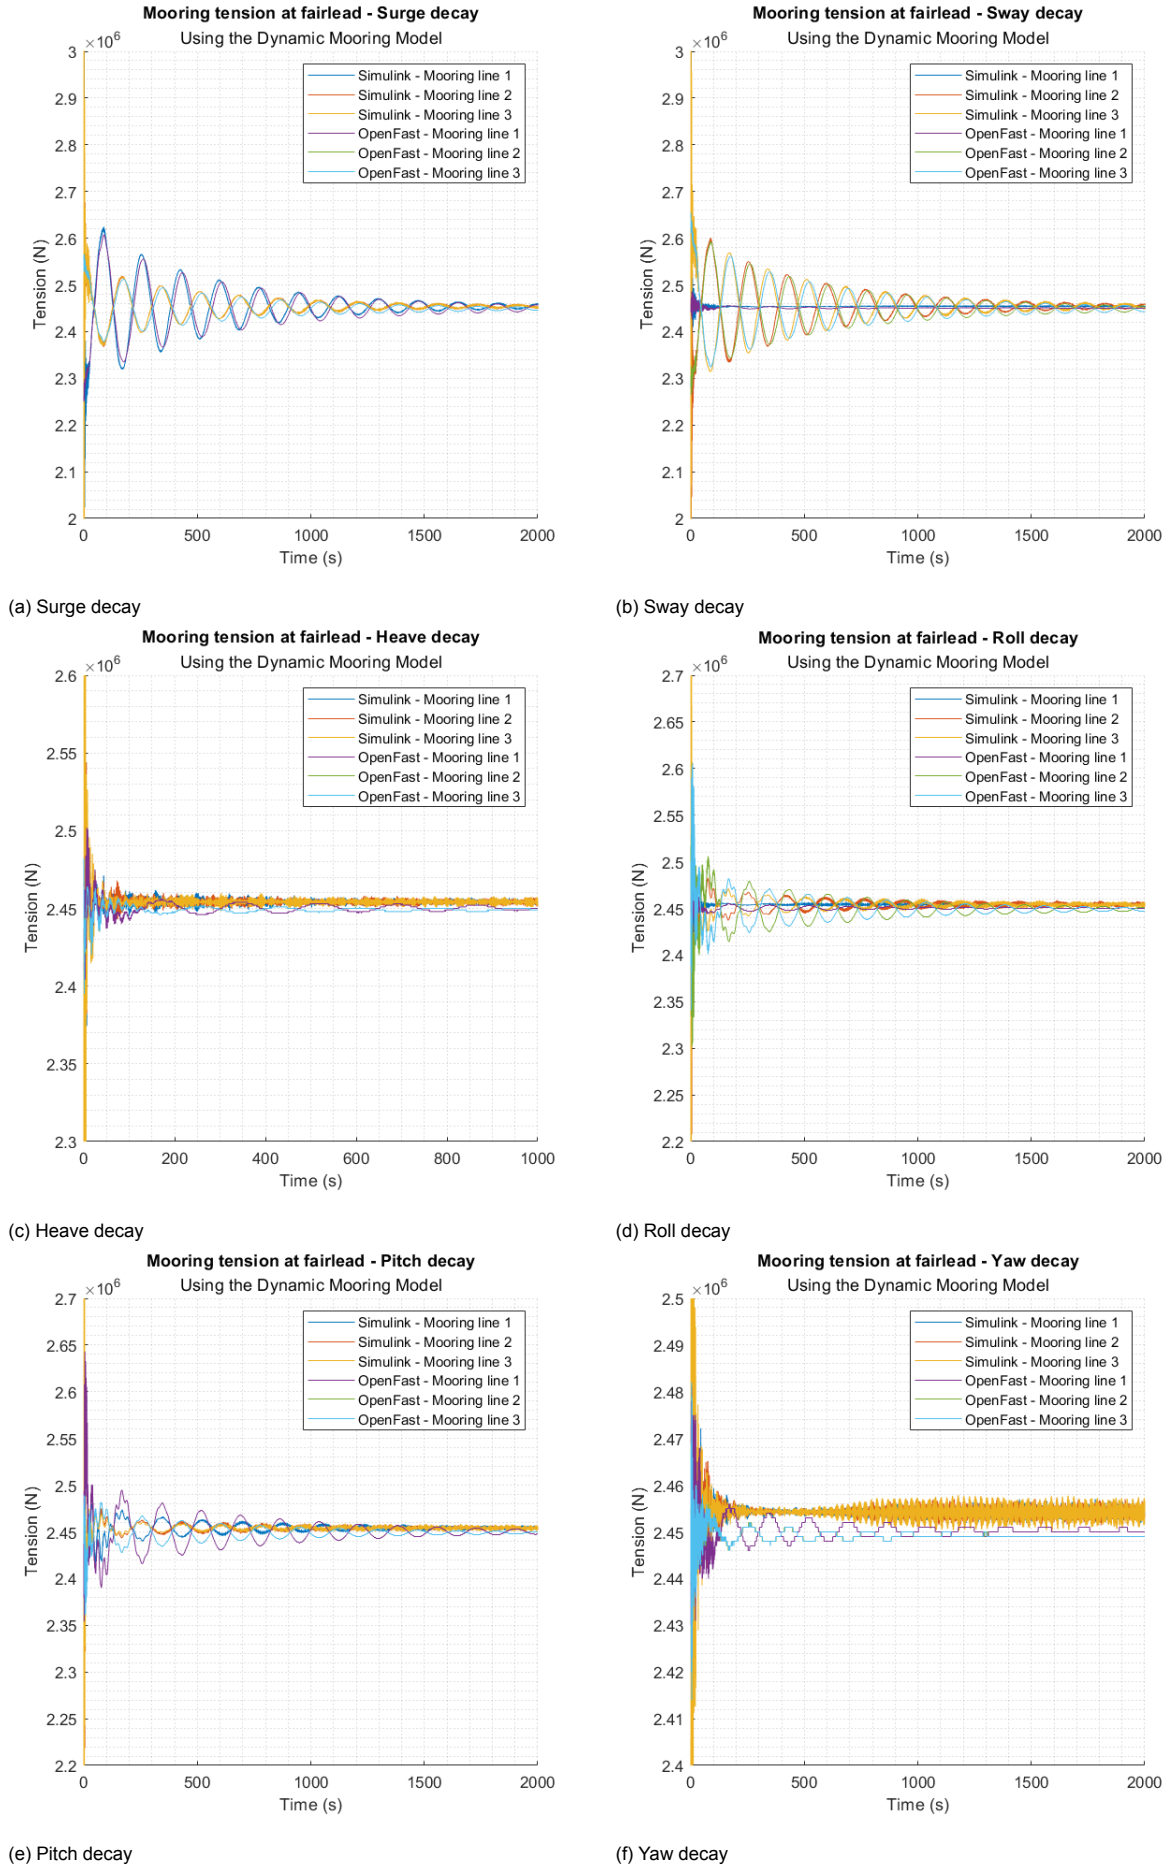 Mooring tension at fairlead - Surge decay
Using the Dynamic Mooring Model
×10⁶
3
2.9
2.8
2.7
2.6
2.5
2.4
2.3
2.2
2.1
2
Tension (N)
Simulink - Mooring line 1
Simulink - Mooring line 2
Simulink - Mooring line 3
OpenFast - Mooring line 1
OpenFast - Mooring line 2
OpenFast - Mooring line 3
0 500 1000 1500 2000
Time (s)
(a) Surge decay
Mooring tension at fairlead - Sway decay
Using the Dynamic Mooring Model
×10⁶
3
2.9
2.8
2.7
2.6
2.5
2.4
2.3
2.2
2.1
2
Tension (N)
Simulink - Mooring line 1
Simulink - Mooring line 2
Simulink - Mooring line 3
OpenFast - Mooring line 1
OpenFast - Mooring line 2
OpenFast - Mooring line 3
0 500 1000 1500 2000
Time (s)
(b) Sway decay
Mooring tension at fairlead - Heave decay
Using the Dynamic Mooring Model
×10⁶
2.6
2.55
2.5
2.45
2.4
2.35
2.3
Tension (N)
Simulink - Mooring line 1
Simulink - Mooring line 2
Simulink - Mooring line 3
OpenFast - Mooring line 1
OpenFast - Mooring line 2
OpenFast - Mooring line 3
0 200 400 600 800 1000
Time (s)
(c) Heave decay
Mooring tension at fairlead - Roll decay
Using the Dynamic Mooring Model
×10⁶
2.7
2.65
2.6
2.55
2.5
2.45
2.4
2.35
2.3
2.25
2.2
Tension (N)
Simulink - Mooring line 1
Simulink - Mooring line 2
Simulink - Mooring line 3
OpenFast - Mooring line 1
OpenFast - Mooring line 2
OpenFast - Mooring line 3
0 500 1000 1500 2000
Time (s)
(d) Roll decay
Mooring tension at fairlead - Pitch decay
Using the Dynamic Mooring Model
×10⁶
2.7
2.65
2.6
2.55
2.5
2.45
2.4
2.35
2.3
2.25
2.2
Tension (N)
Simulink - Mooring line 1
Simulink - Mooring line 2
Simulink - Mooring line 3
OpenFast - Mooring line 1
OpenFast - Mooring line 2
OpenFast - Mooring line 3
0 500 1000 1500 2000
Time (s)
(e) Pitch decay
Mooring tension at fairlead - Yaw decay
Using the Dynamic Mooring Model
×10⁶
2.5
2.49
2.48
2.47
2.46
2.45
2.44
2.43
2.42
2.41
2.4
Tension (N)
Simulink - Mooring line 1
Simulink - Mooring line 2
Simulink - Mooring line 3
OpenFast - Mooring line 1
OpenFast - Mooring line 2
OpenFast - Mooring line 3
0 500 1000 1500 2000
Time (s)
(f) Yaw decay